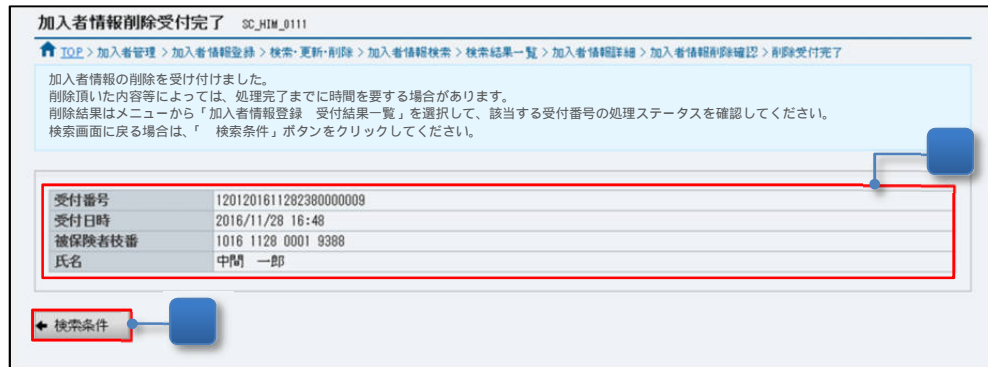 加入者情報削除受付完了 SC_HIM_0111
TOP > 加入者管理 > 加入者情報登録 > 検索・更新・削除 > 加入者情報検索 > 検索結果一覧 > 加入者情報詳細 > 加入者情報削除確認 > 削除受付完了
加入者情報の削除を受け付けました。
削除頂いた内容等によっては、処理完了までに時間を要する場合があります。
削除結果はメニューから「加入者情報登録　受付結果一覧」を選択して、該当する受付番号の処理ステータスを確認してください。
検索画面に戻る場合は、「　検索条件」ボタンをクリックしてください。
受付番号 1201201611282380000009
受付日時 2016/11/28 16:48
被保険者枝番 1016 1128 0001 9388
氏名 中間　一郎
検索条件